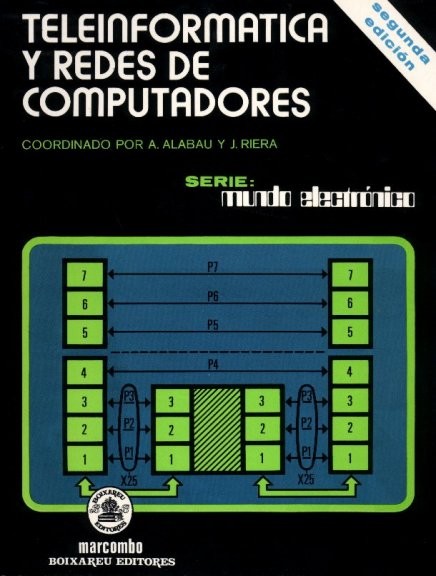 TELEINFORMATICA
Y REDES DE
COMPUTADORES
segunda
edición
COORDINADO POR A. ALABAU Y J. RIERA
SERIE:
mundo electrónico
7 P7 7
6 P6 6
5 P5 5
4 P4 4
3 P3 3 3 P3 3
2 P2 2 2 P2 2
1 P1 1 1 P1 1
X25 X25
BOIXAREU
EDITORES
marcombo
BOIXAREU EDITORES